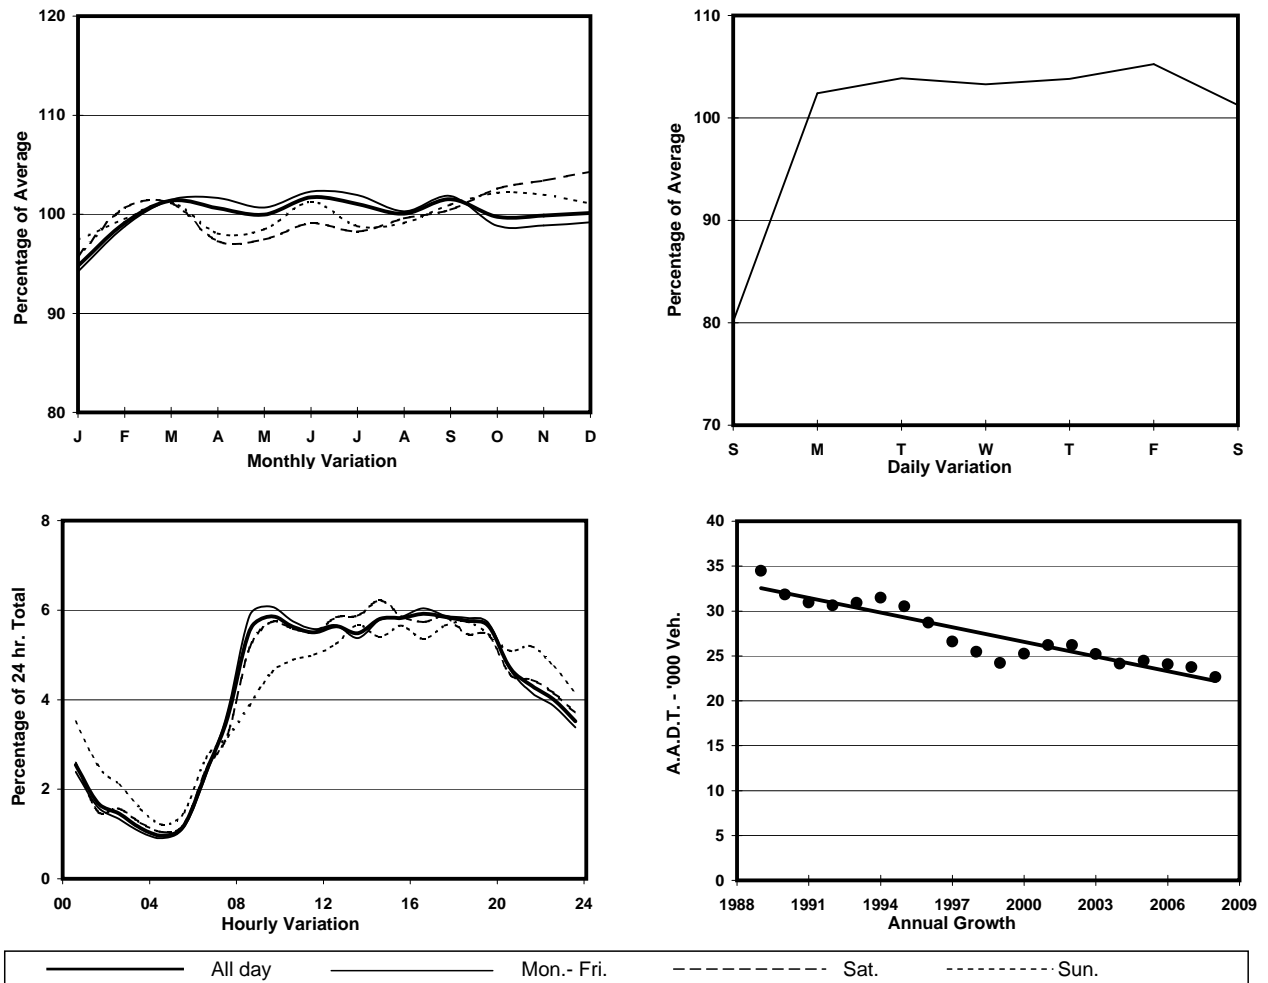 120
110
100
90
80
Percentage of Average
J F M A M J J A S O N D
Monthly Variation
110
100
90
80
70
Percentage of Average
S M T W T F S
Daily Variation
8
6
4
2
0
Percentage of 24 hr. Total
00 04 08 12 16 20 24
Hourly Variation
40
35
30
25
20
15
10
5
0
A.A.D.T. - '000 Veh.
1988 1991 1994 1997 2000 2003 2006 2009
Annual Growth
All day Mon.- Fri. Sat. Sun.